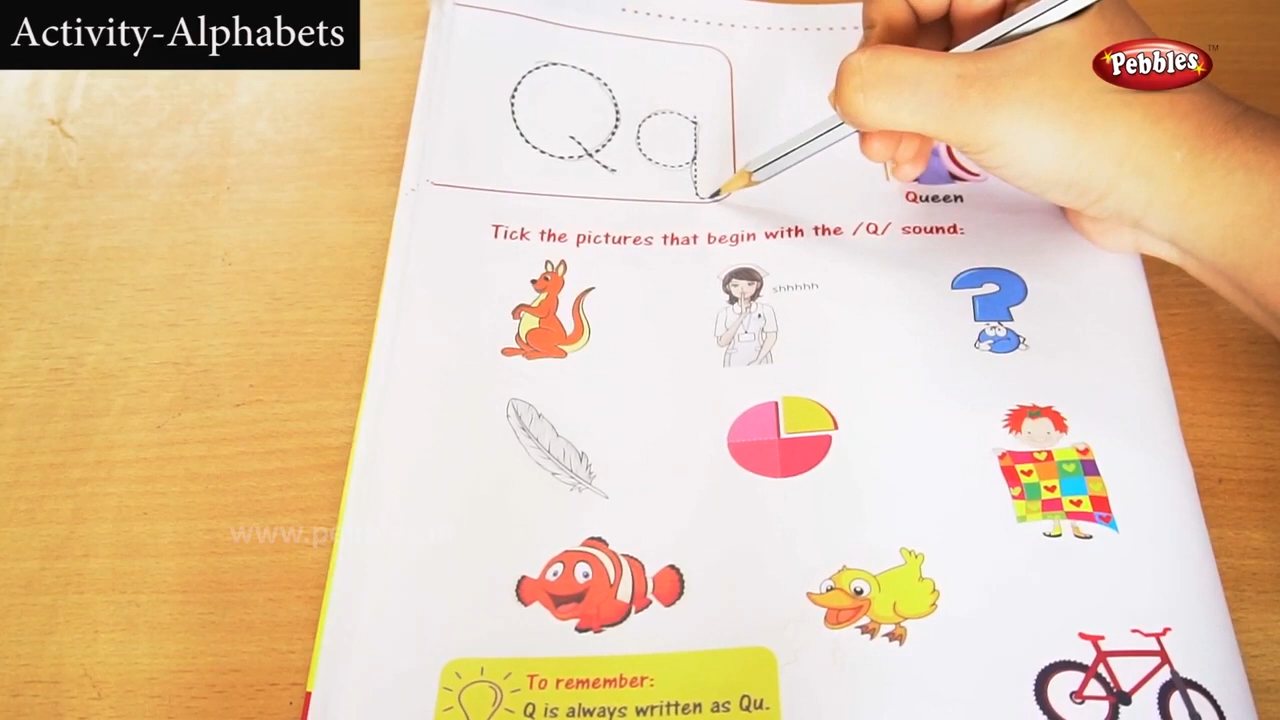 Activity-Alphabets
Pebbles™
Qq
Queen
Tick the pictures that begin with the /Q/ sound:
shhhhh
To remember:
Q is always written as Qu.